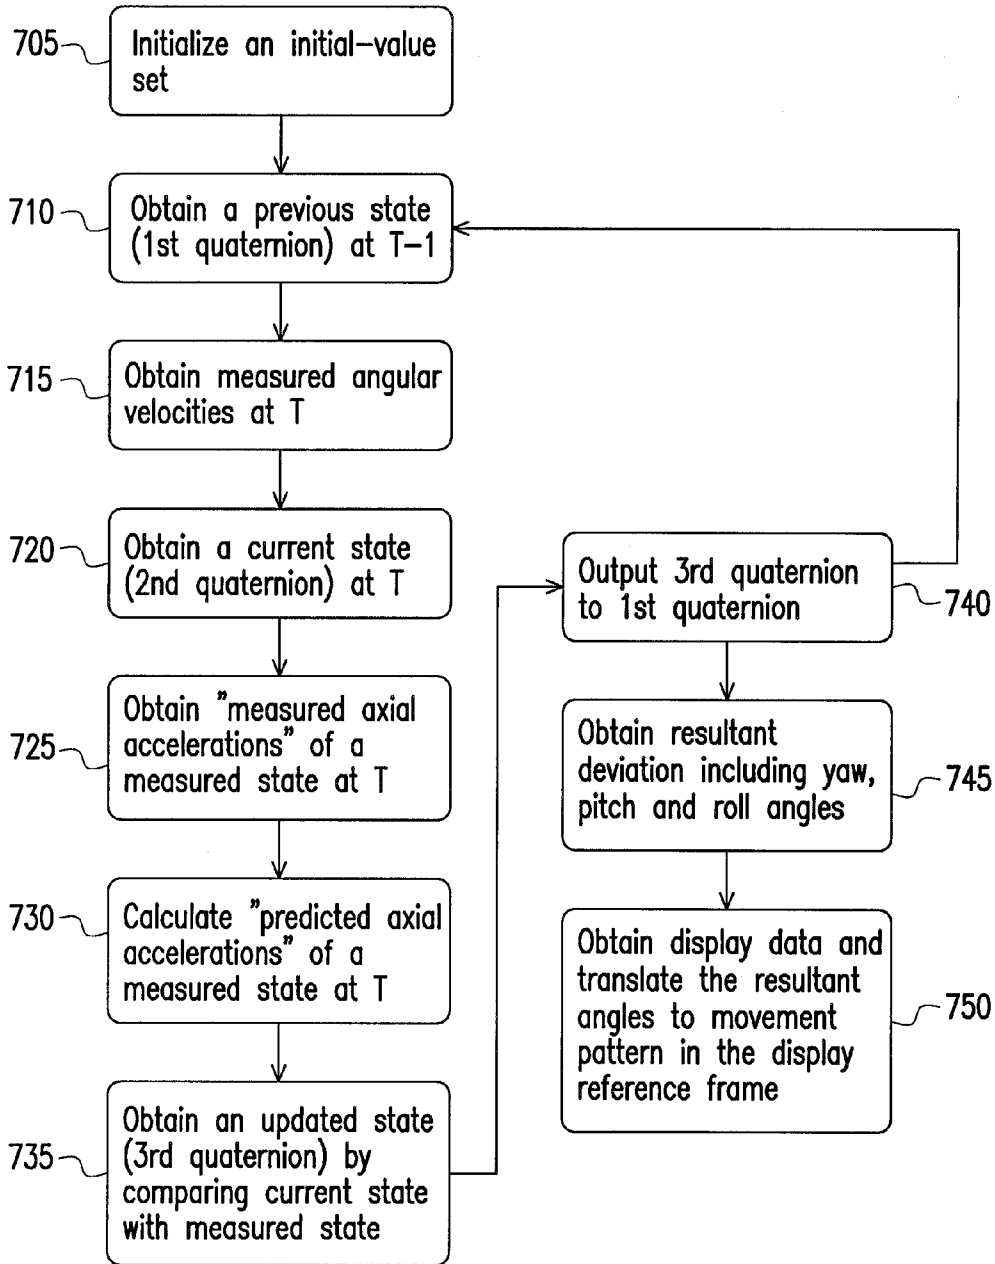 705
Initialize an initial-value
set
710
Obtain a previous state
(1st quaternion) at T-1
715
Obtain measured angular
velocities at T
720
Obtain a current state
(2nd quaternion) at T
725
Obtain "measured axial
accelerations" of a
measured state at T
730
Calculate "predicted axial
accelerations" of a
measured state at T
735
Obtain an updated state
(3rd quaternion) by
comparing current state
with measured state
Output 3rd quaternion
to 1st quaternion
740
Obtain resultant
deviation including yaw,
pitch and roll angles
745
Obtain display data and
translate the resultant
angles to movement
pattern in the display
reference frame
750